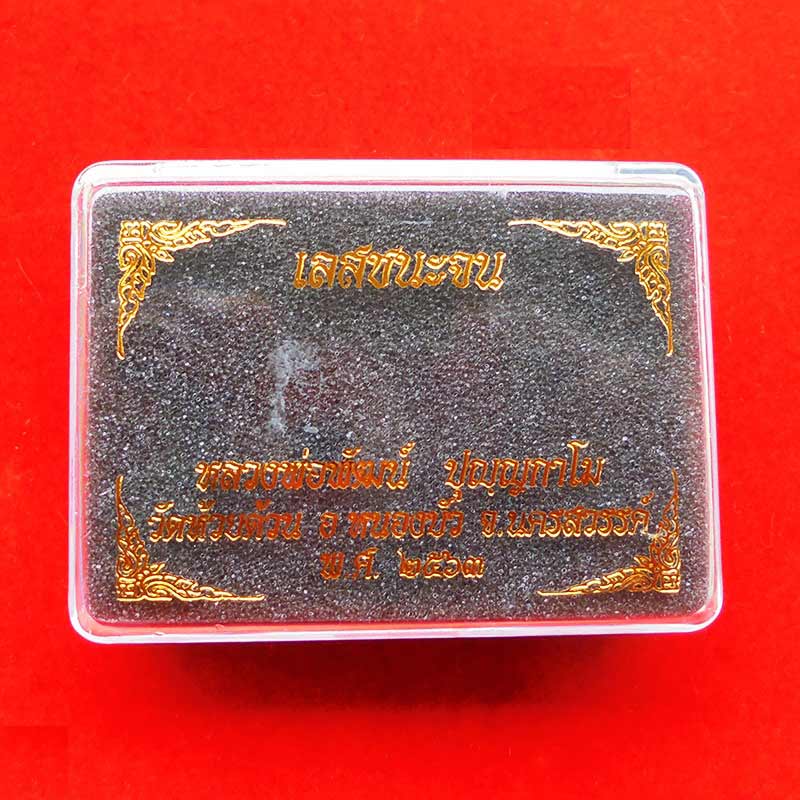 เลสชนะจน
หลวงพ่อพัฒน์ ปุญฺญกาโม
วัดห้วยด้วน อ.หนองบัว จ.นครสวรรค์
พ.ศ. ๒๕๖๓